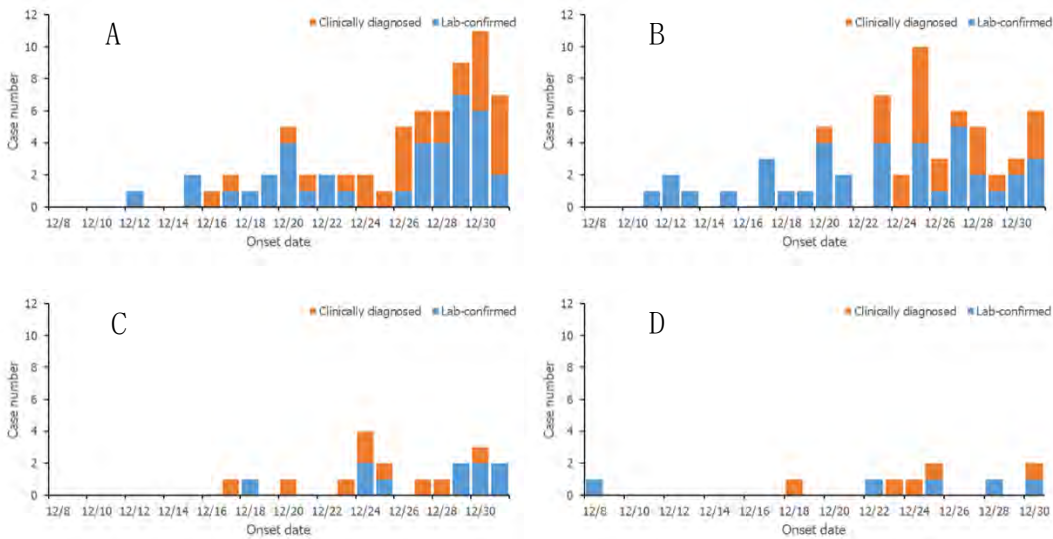 A
Clinically diagnosed Lab-confirmed
12
10
8
6
4
2
0
Case number
12/8 12/10 12/12 12/14 12/16 12/18 12/20 12/22 12/24 12/26 12/28 12/30
Onset date
B
Clinically diagnosed Lab-confirmed
12
10
8
6
4
2
0
Case number
12/8 12/10 12/12 12/14 12/16 12/18 12/20 12/22 12/24 12/26 12/28 12/30
Onset date
C
Clinically diagnosed Lab-confirmed
12
10
8
6
4
2
0
Case number
12/8 12/10 12/12 12/14 12/16 12/18 12/20 12/22 12/24 12/26 12/28 12/30
Onset date
D
Clinically diagnosed Lab-confirmed
12
10
8
6
4
2
0
Case number
12/8 12/10 12/12 12/14 12/16 12/18 12/20 12/22 12/24 12/26 12/28 12/30
Onset date